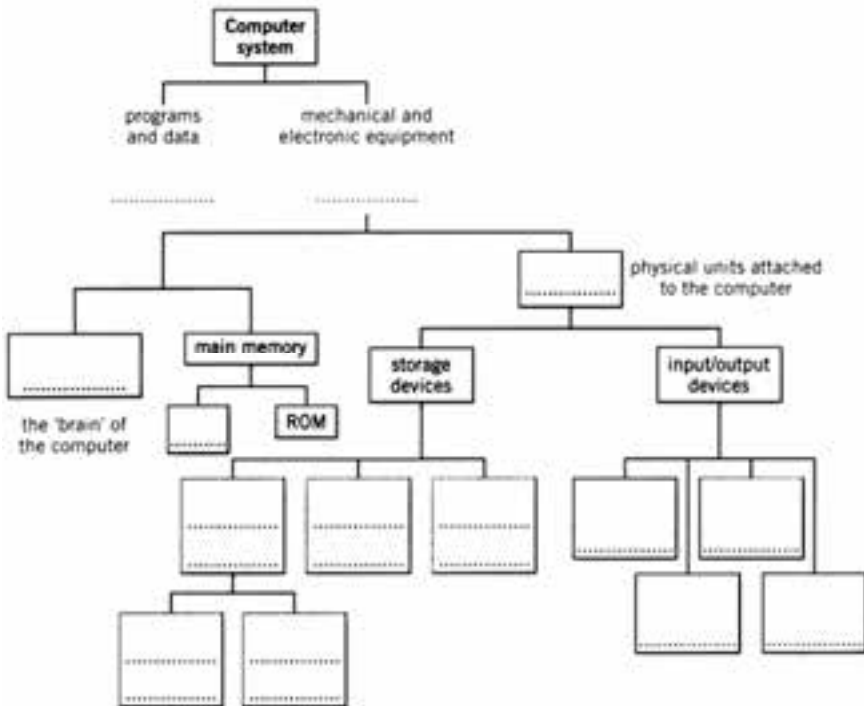 Computer
system
programs
and data
mechanical and
electronic equipment
physical units attached
to the computer
main memory
storage
devices
input/output
devices
ROM
the 'brain' of
the computer